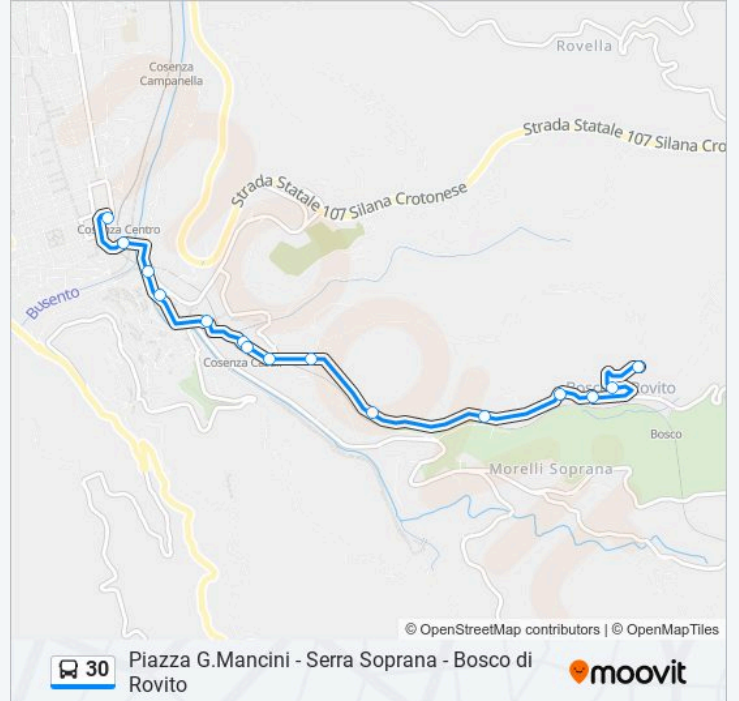 Rovella
Cosenza
Campanella
Strada Statale 107 Silana Cro
Strada Statale 107 Silana Crotonese
Cosenza Centro
Busento
Cosenza Ca
Bosco di Rovito
Bosco
Morelli Soprana
© OpenStreetMap contributors | © OpenMapTiles
30
Piazza G.Mancini - Serra Soprana - Bosco di
Rovito
moovit